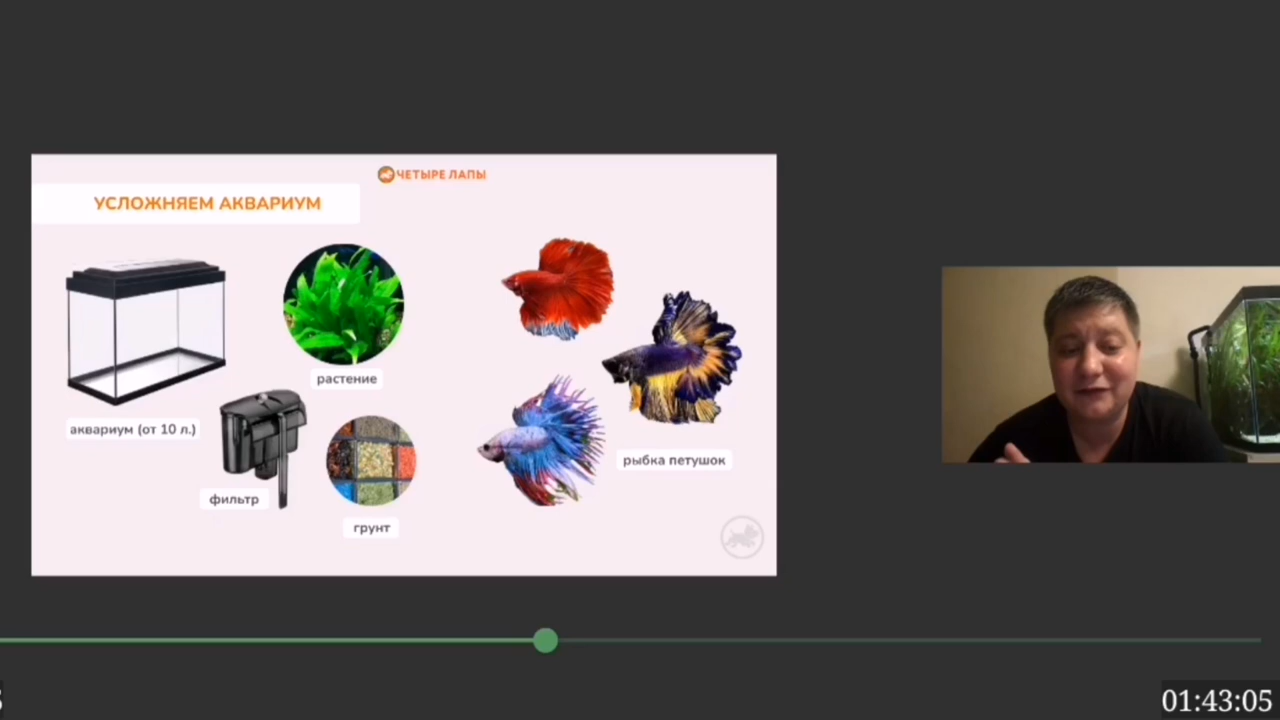 ЧЕТЫРЕ ЛАПЫ
УСЛОЖНЯЕМ АКВАРИУМ
растение
аквариум (от 10 л.)
рыбка петушок
фильтр
грунт
01:43:05